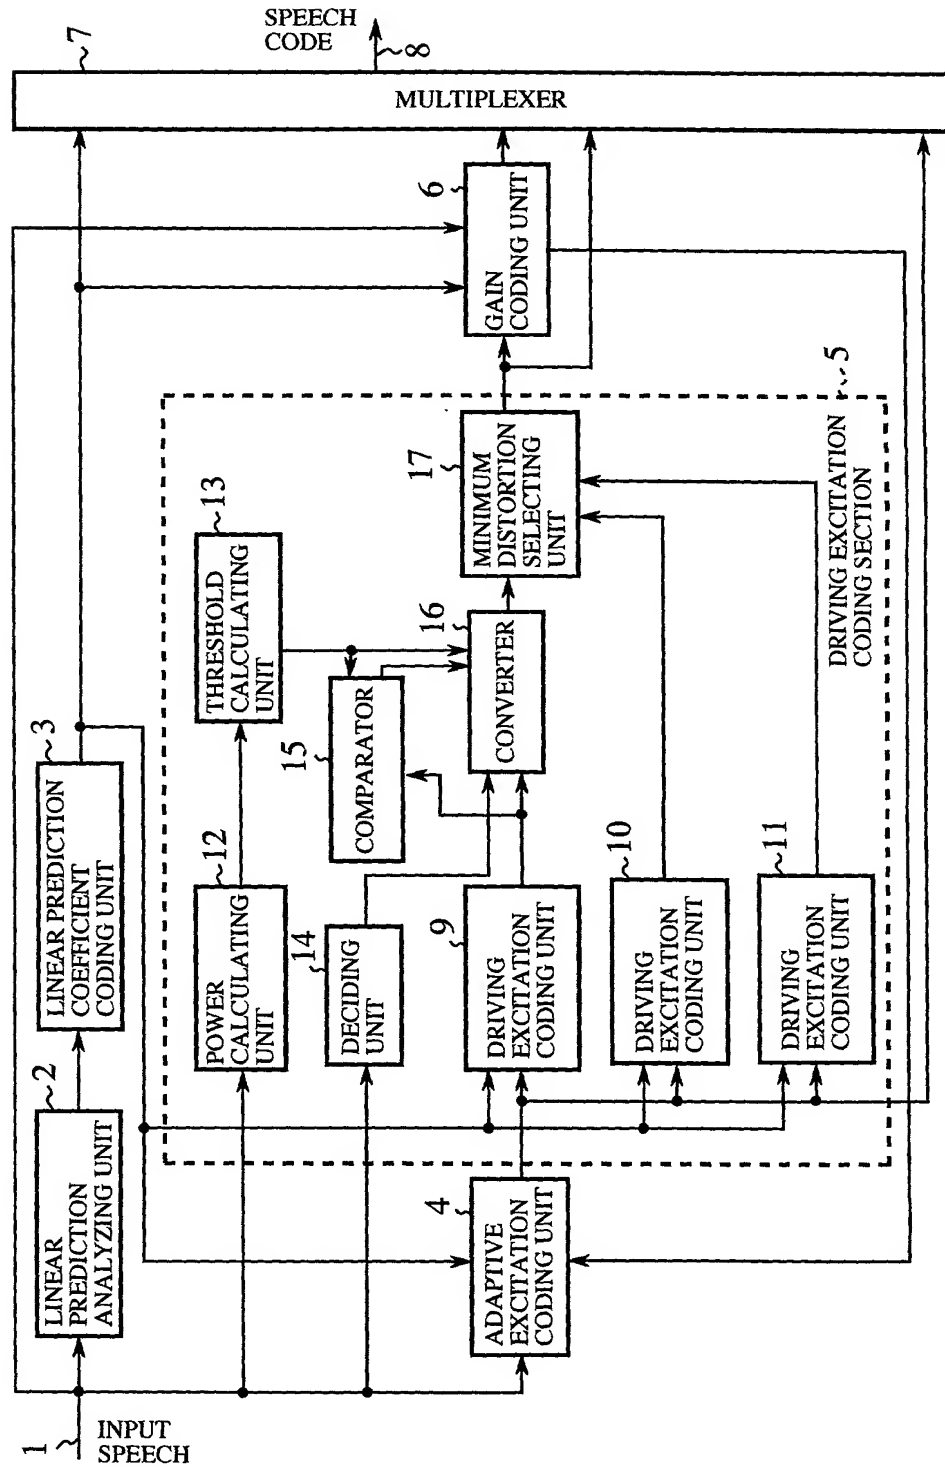 1
INPUT
SPEECH
2
LINEAR
PREDICTION
ANALYZING UNIT
3
LINEAR PREDICTION
COEFFICIENT
CODING UNIT
7
MULTIPLEXER
SPEECH
CODE
8
12
POWER
CALCULATING
UNIT
13
THRESHOLD
CALCULATING
UNIT
14
DECIDING
UNIT
15
COMPARATOR
4
ADAPTIVE
EXCITATION
CODING UNIT
9
DRIVING
EXCITATION
CODING UNIT
16
CONVERTER
17
MINIMUM
DISTORTION
SELECTING
UNIT
6
GAIN
CODING UNIT
10
DRIVING
EXCITATION
CODING UNIT
11
DRIVING
EXCITATION
CODING UNIT
DRIVING EXCITATION
CODING SECTION
5